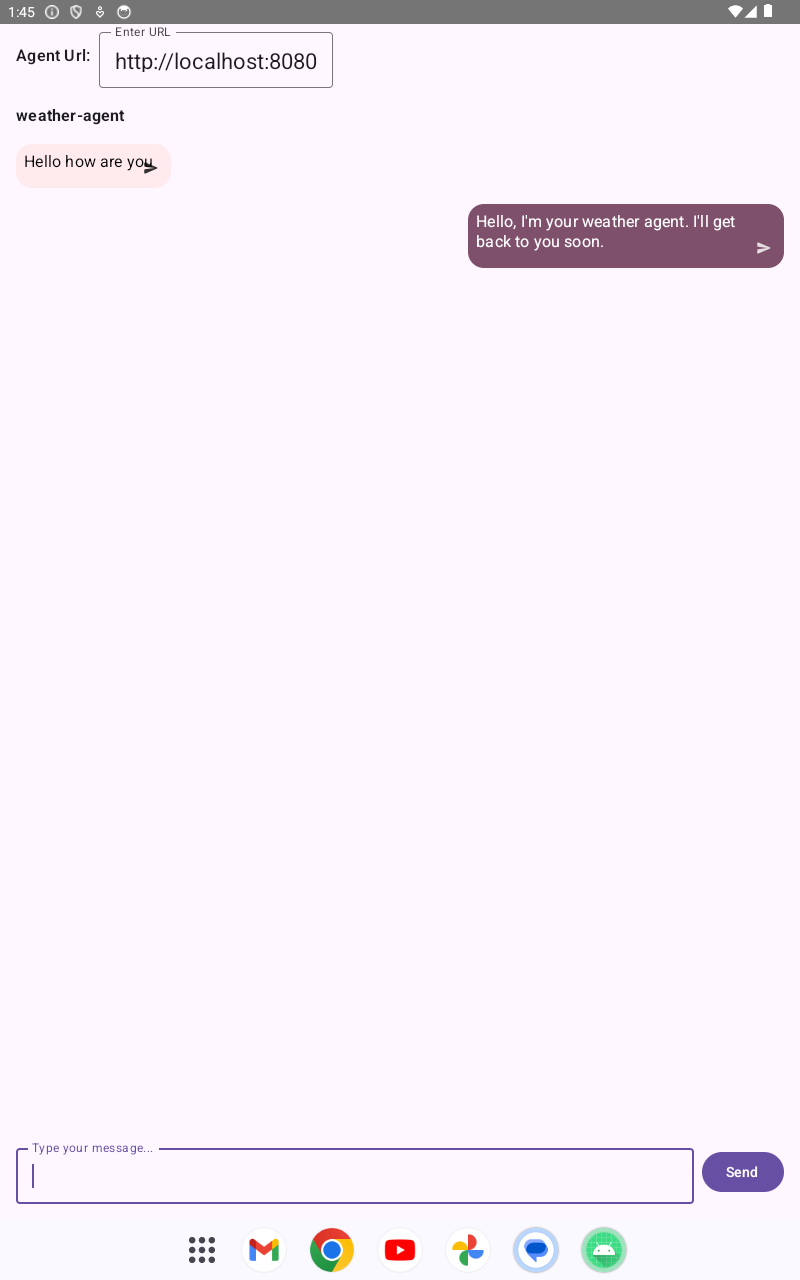 1:45
Enter URL
Agent Url:
http://localhost:8080
weather-agent
Hello how are you
Hello, I'm your weather agent. I'll get
back to you soon.
Type your message...
Send